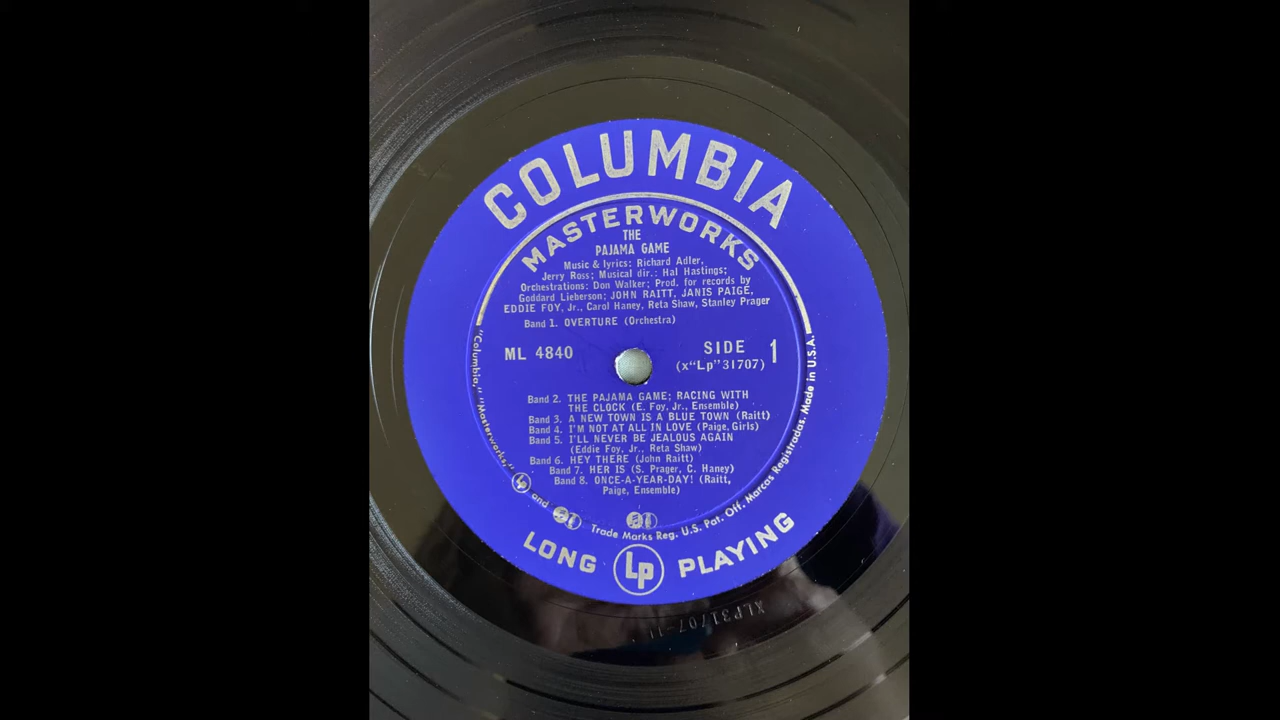 COLUMBIA
MASTERWORKS
THE
PAJAMA GAME
Music & lyrics: Richard Adler,
Jerry Ross; Musical dir.: Hal Hastings;
Orchestrations: Don Walker; Prod. for records by
Goddard Lieberson; JOHN RAITT, JANIS PAIGE,
EDDIE FOY, Jr., Carol Haney, Reta Shaw, Stanley Prager
Band 1. OVERTURE (Orchestra)
ML 4840
SIDE 1
(x"Lp"31707)
Band 2. THE PAJAMA GAME; RACING WITH
THE CLOCK (E. Foy, Jr., Ensemble)
Band 3. A NEW TOWN IS A BLUE TOWN (Raitt)
Band 4. I'M NOT AT ALL IN LOVE (Paige, Girls)
Band 5. I'LL NEVER BE JEALOUS AGAIN
(Eddie Foy, Jr., Reta Shaw)
Band 6. HEY THERE (John Raitt)
Band 7. HER IS (S. Prager, C. Haney)
Band 8. ONCE-A-YEAR-DAY! (Raitt,
Paige, Ensemble)
"Columbia," "Masterworks," Lp and Trade Marks Reg. U.S. Pat. Off. Marcas Registradas. Made in U.S.A.
LONG LP PLAYING